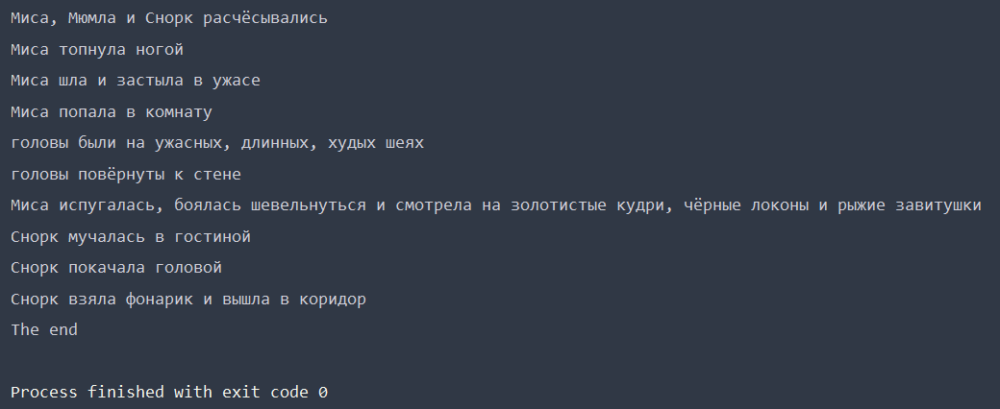 Миса, Мюмла и Снорк расчёсывались
Миса топнула ногой
Миса шла и застыла в ужасе
Миса попала в комнату
головы были на ужасных, длинных, худых шеях
головы повёрнуты к стене
Миса испугалась, боялась шевельнуться и смотрела на золотистые кудри, чёрные локоны и рыжие завитушки
Снорк мучалась в гостиной
Снорк покачала головой
Снорк взяла фонарик и вышла в коридор
The end
Process finished with exit code 0